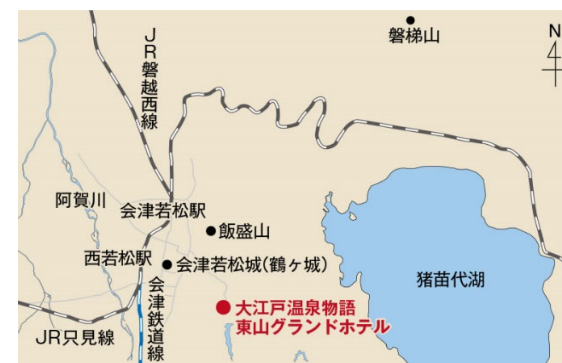 磐梯山
N
4
JR磐越西線
阿賀川
会津若松駅
飯盛山
西若松駅
会津若松城(鶴ヶ城)
猪苗代湖
会津鉄道線
大江戸温泉物語
東山グランドホテル
JR只見線